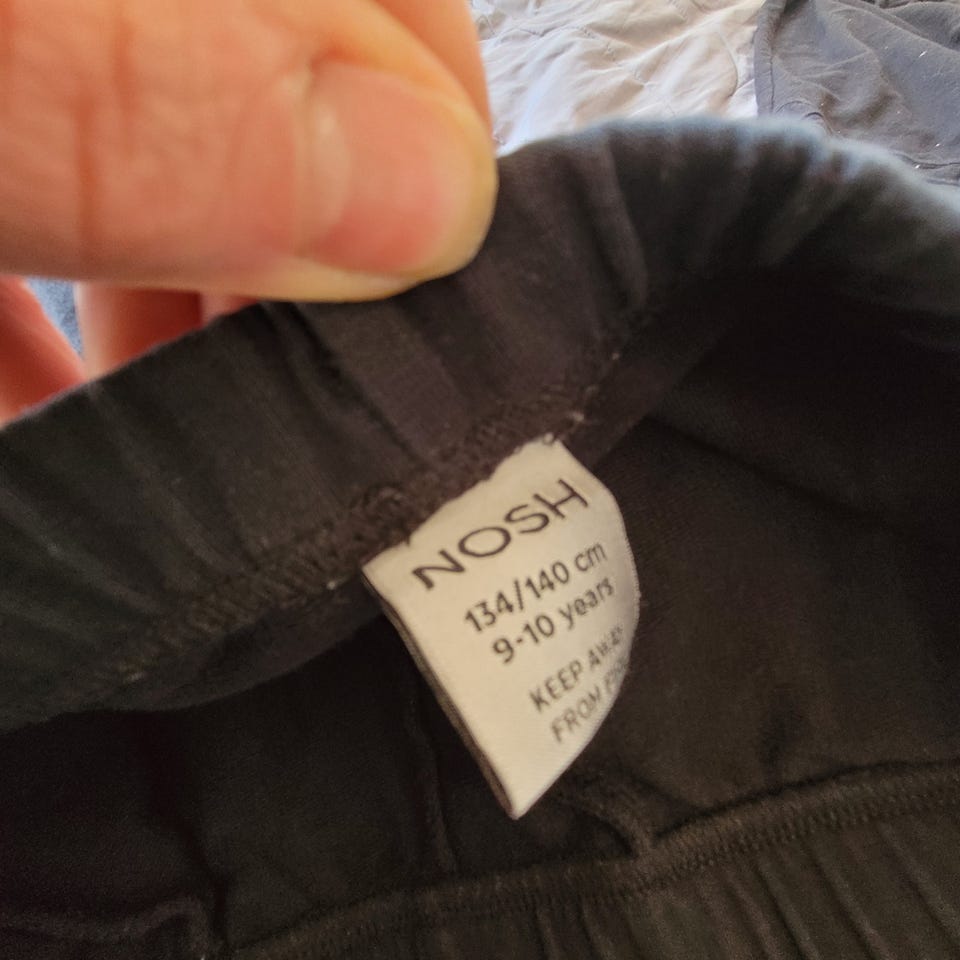 NOSH
134/140 cm
9-10 years
KEEP AWAY
FROM